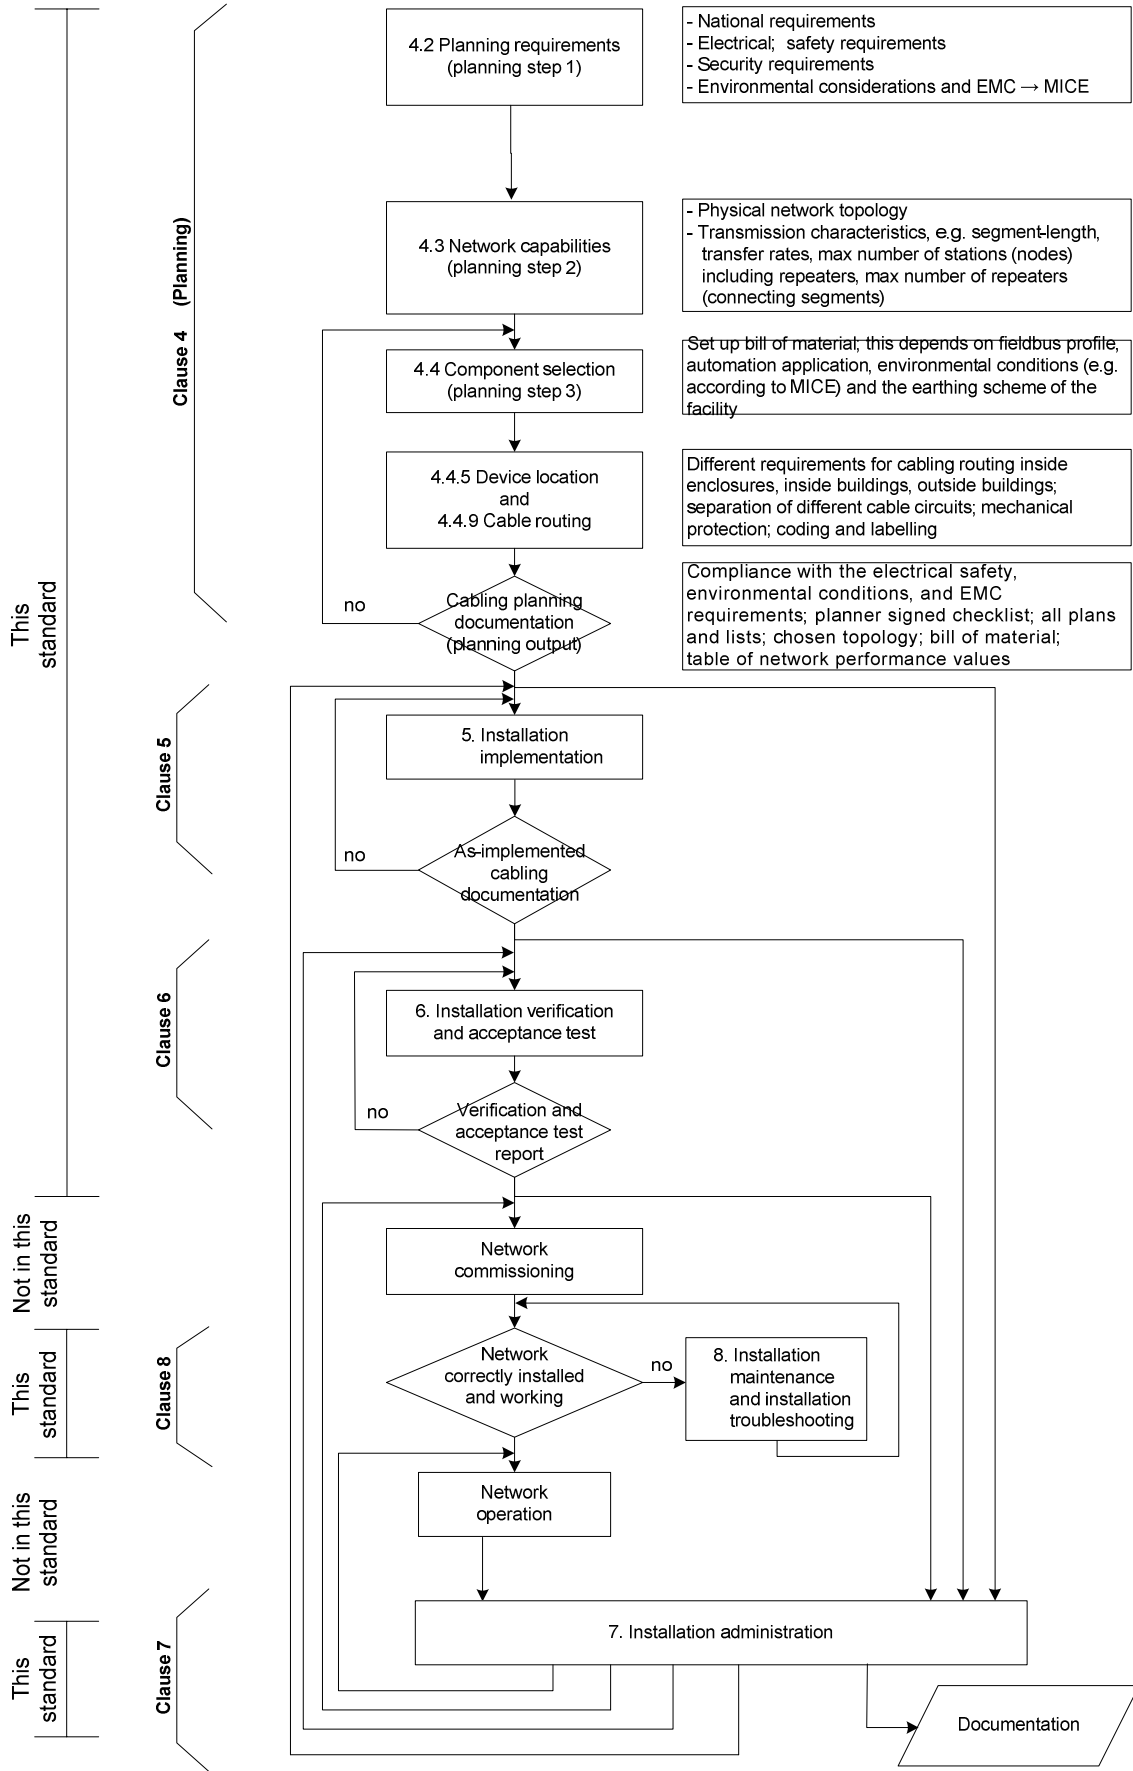 4.2 Planning requirements
(planning step 1)
- National requirements
- Electrical; safety requirements
- Security requirements
- Environmental considerations and EMC → MICE
4.3 Network capabilities
(planning step 2)
- Physical network topology
- Transmission characteristics, e.g. segment-length,
transfer rates, max number of stations (nodes)
including repeaters, max number of repeaters
(connecting segments)
Clause 4 (Planning)
4.4 Component selection
(planning step 3)
Set up bill of material; this depends on fieldbus profile,
automation application, environmental conditions (e.g.
according to MICE) and the earthing scheme of the
facility
4.4.5 Device location
and
4.4.9 Cable routing
Different requirements for cabling routing inside
enclosures, inside buildings, outside buildings;
separation of different cable circuits; mechanical
protection; coding and labelling
no
Cabling planning
documentation
(planning output)
Compliance with the electrical safety,
environmental conditions, and EMC
requirements; planner signed checklist; all plans
and lists; chosen topology; bill of material;
table of network performance values
This
standard
Clause 5
5. Installation
implementation
no
As-implemented
cabling
documentation
Clause 6
6. Installation verification
and acceptance test
no
Verification and
acceptance test
report
Not in this
standard
Network
commissioning
This
standard
Clause 8
Network
correctly installed
and working
no
8. Installation
maintenance
and installation
troubleshooting
Not in this
standard
Network
operation
This
standard
Clause 7
7. Installation administration
Documentation